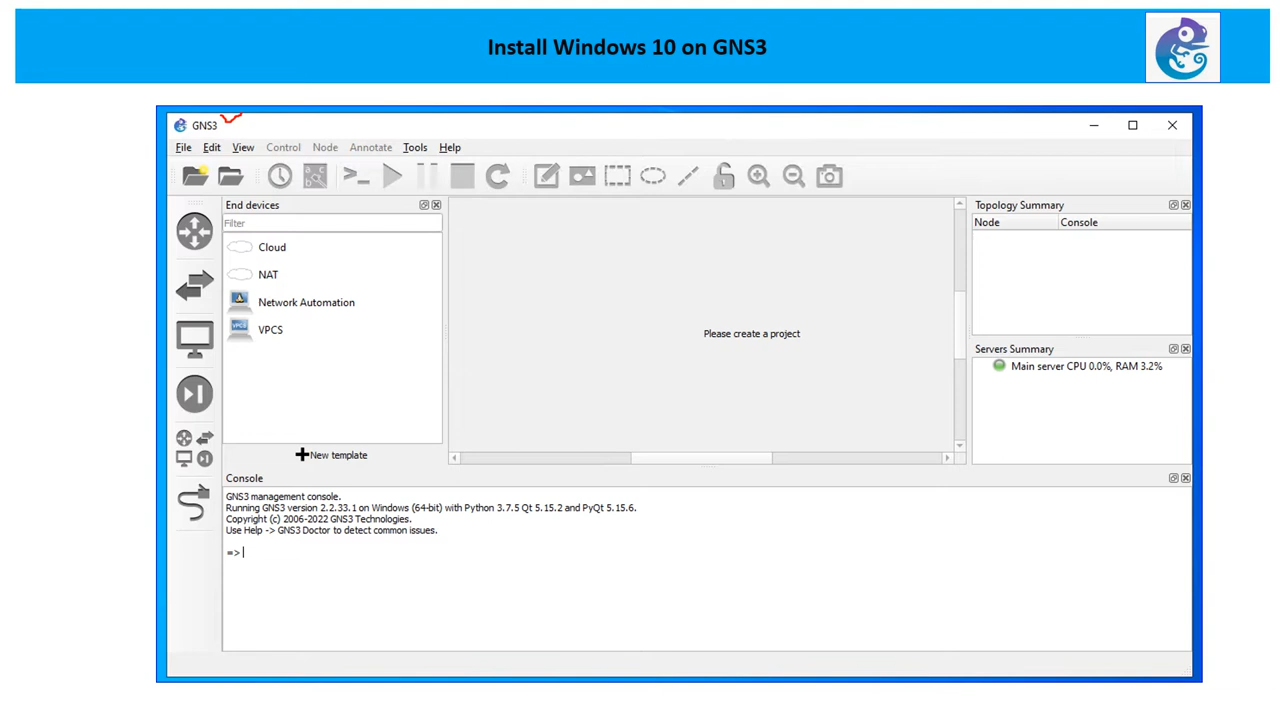 Install Windows 10 on GNS3
GNS3
File Edit View Control Node Annotate Tools Help
End devices
Filter
Cloud
NAT
Network Automation
VPCS
New template
Please create a project
Topology Summary
Node Console
Servers Summary
Main server CPU 0.0%, RAM 3.2%
Console
GNS3 management console.
Running GNS3 version 2.2.33.1 on Windows (64-bit) with Python 3.7.5 Qt 5.15.2 and PyQt 5.15.6.
Copyright (c) 2006-2022 GNS3 Technologies.
Use Help -> GNS3 Doctor to detect common issues.
=>